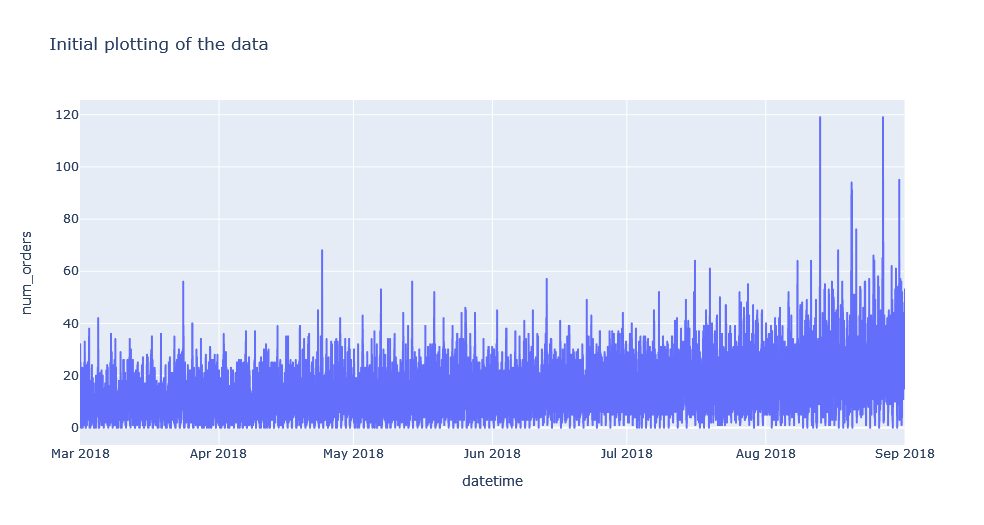 Initial plotting of the data
120
100
80
60
40
20
0
num_orders
Mar 2018
Apr 2018
May 2018
Jun 2018
Jul 2018
Aug 2018
Sep 2018
datetime